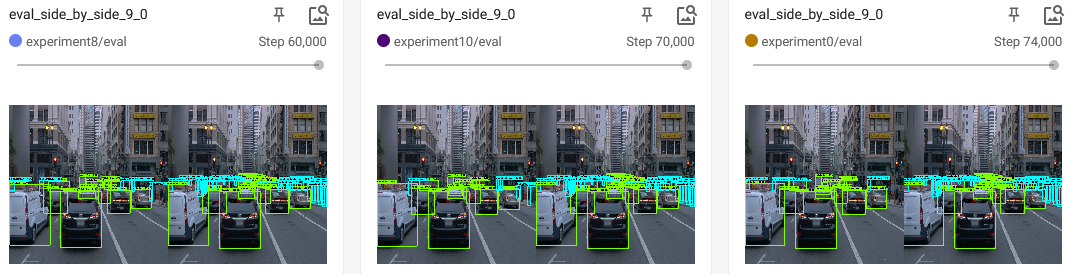 eval_side_by_side_9_0
experiment8/eval Step 60,000
eval_side_by_side_9_0
experiment10/eval Step 70,000
eval_side_by_side_9_0
experiment0/eval Step 74,000